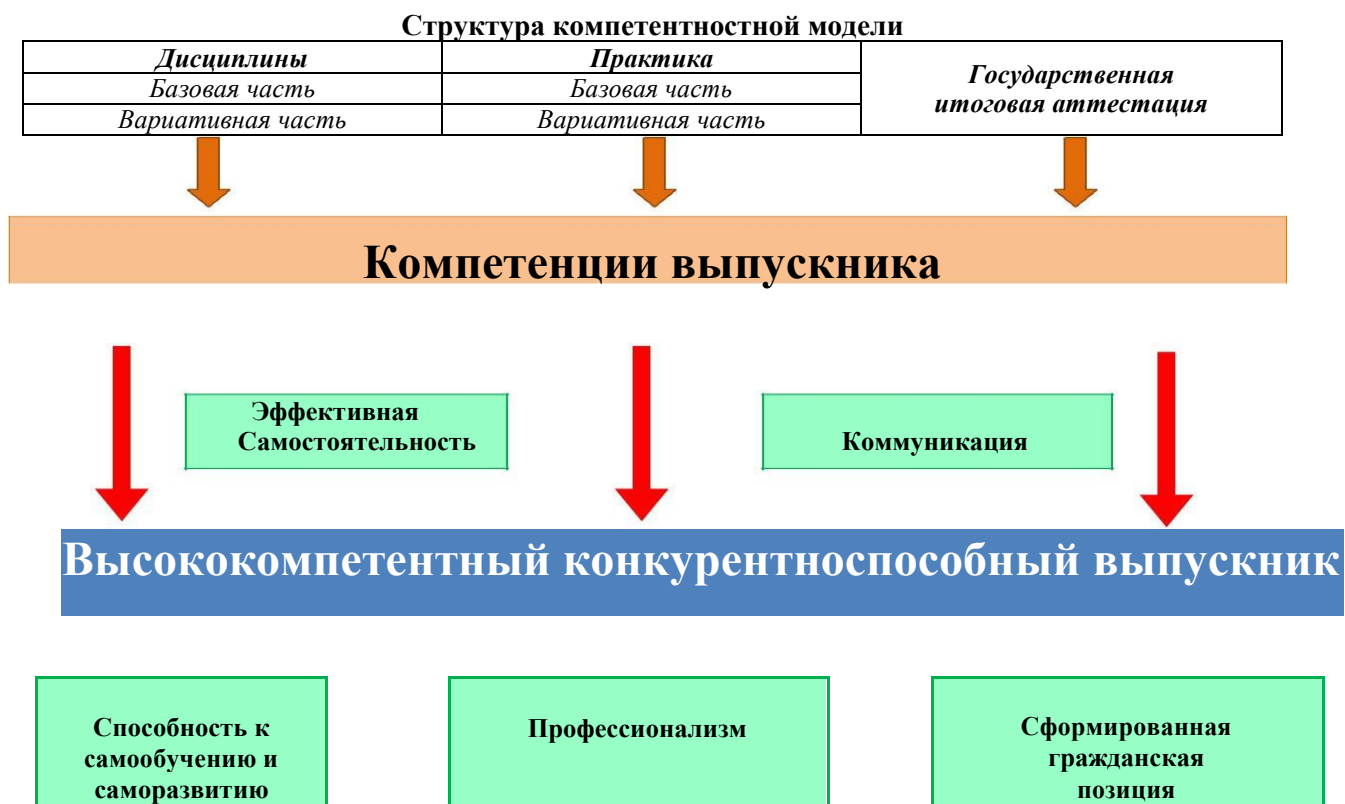 Структура компетентностной модели
Дисциплины
Практика
Государственная
итоговая аттестация
Базовая часть
Базовая часть
Вариативная часть
Вариативная часть
Компетенции выпускника
Эффективная
Самостоятельность
Коммуникация
Высококомпетентный конкурентноспособный выпускник
Способность к
самообучению и
саморазвитию
Профессионализм
Сформированная
гражданская
позиция